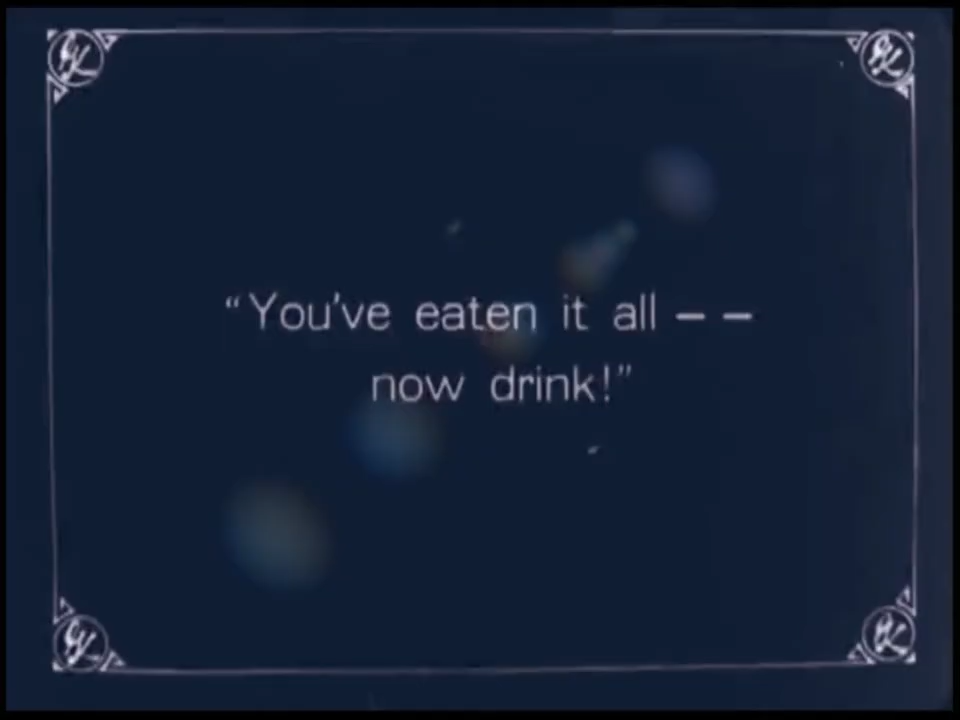 “You've eaten it all – –
now drink!”